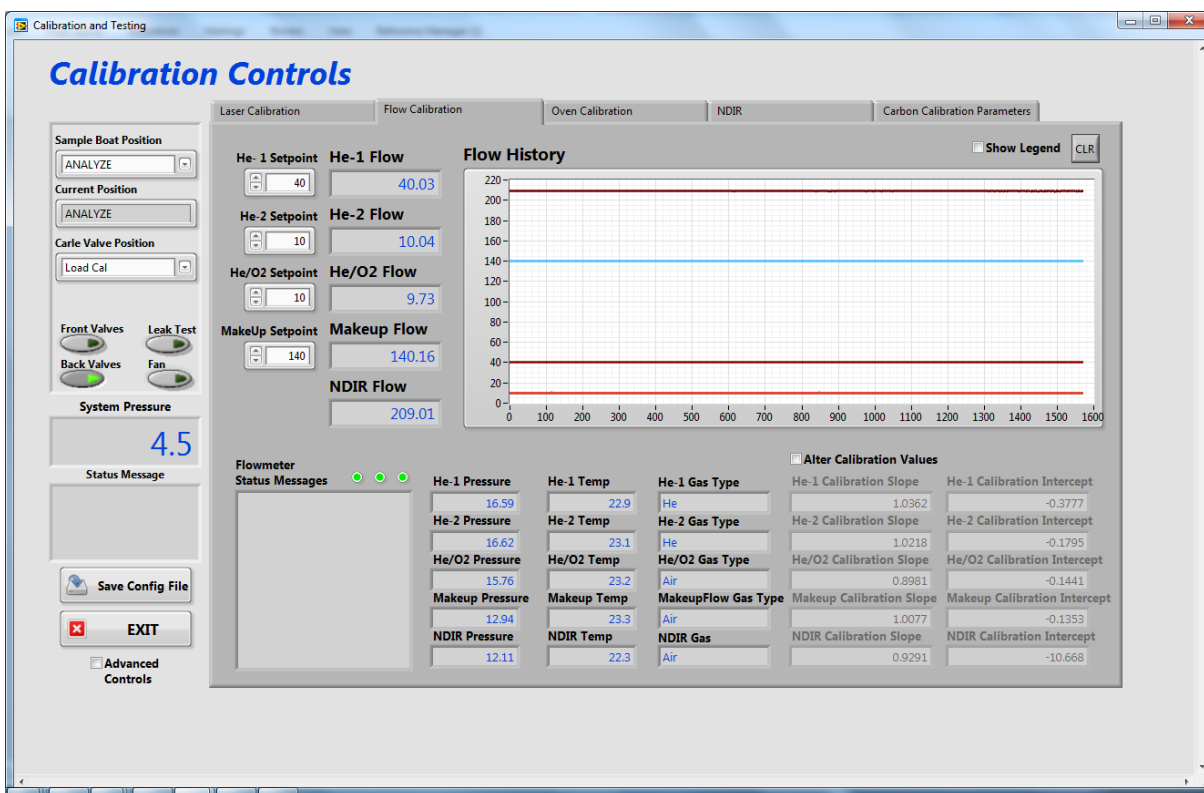 Calibration and Testing
Calibration Controls
Laser Calibration Flow Calibration Oven Calibration NDIR Carbon Calibration Parameters
Sample Boat Position
ANALYZE
Current Position
ANALYZE
Carle Valve Position
Load Cal
Front Valves Leak Test
Back Valves Fan
System Pressure
4.5
Status Message
Save Config File
EXIT
Advanced
Controls
He- 1 Setpoint He-1 Flow
40 40.03
He-2 Setpoint He-2 Flow
10 10.04
He/O2 Setpoint He/O2 Flow
10 9.73
MakeUp Setpoint Makeup Flow
140 140.16
NDIR Flow
209.01
Flow History
Show Legend CLR
220
200
180
160
140
120
100
80
60
40
20
0
0 100 200 300 400 500 600 700 800 900 1000 1100 1200 1300 1400 1500 1600
Flowmeter
Status Messages
Alter Calibration Values
He-1 Pressure He-1 Temp He-1 Gas Type He-1 Calibration Slope He-1 Calibration Intercept
16.59 22.9 He 1.0362 -0.3777
He-2 Pressure He-2 Temp He-2 Gas Type He-2 Calibration Slope He-2 Calibration Intercept
16.62 23.1 He 1.0218 -0.1795
He/O2 Pressure He/O2 Temp He/O2 Gas Type He/O2 Calibration Slope He/O2 Calibration Intercept
15.76 23.2 Air 0.8981 -0.1441
Makeup Pressure Makeup Temp MakeupFlow Gas Type Makeup Calibration Slope Makeup Calibration Intercept
12.94 23.3 Air 1.0077 -0.1353
NDIR Pressure NDIR Temp NDIR Gas NDIR Calibration Slope NDIR Calibration Intercept
12.11 22.3 Air 0.9291 -10.668